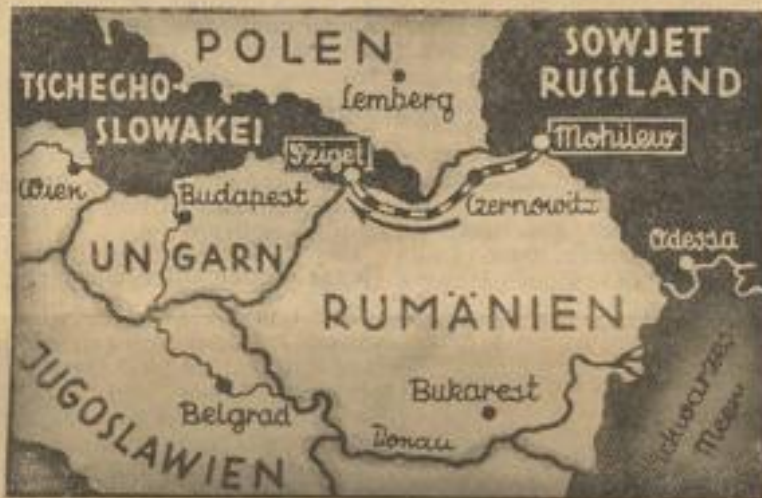 POLEN
SOWJET
RUSSLAND
TSCHECHO-
SLOWAKEI
Lemberg
Sziget
Mohilew
Wien
Budapest
Czernowitz
UNGARN
Odessa
RUMÄNIEN
JUGOSLAWIEN
Belgrad
Bukarest
Donau
Schwarzes
Meer